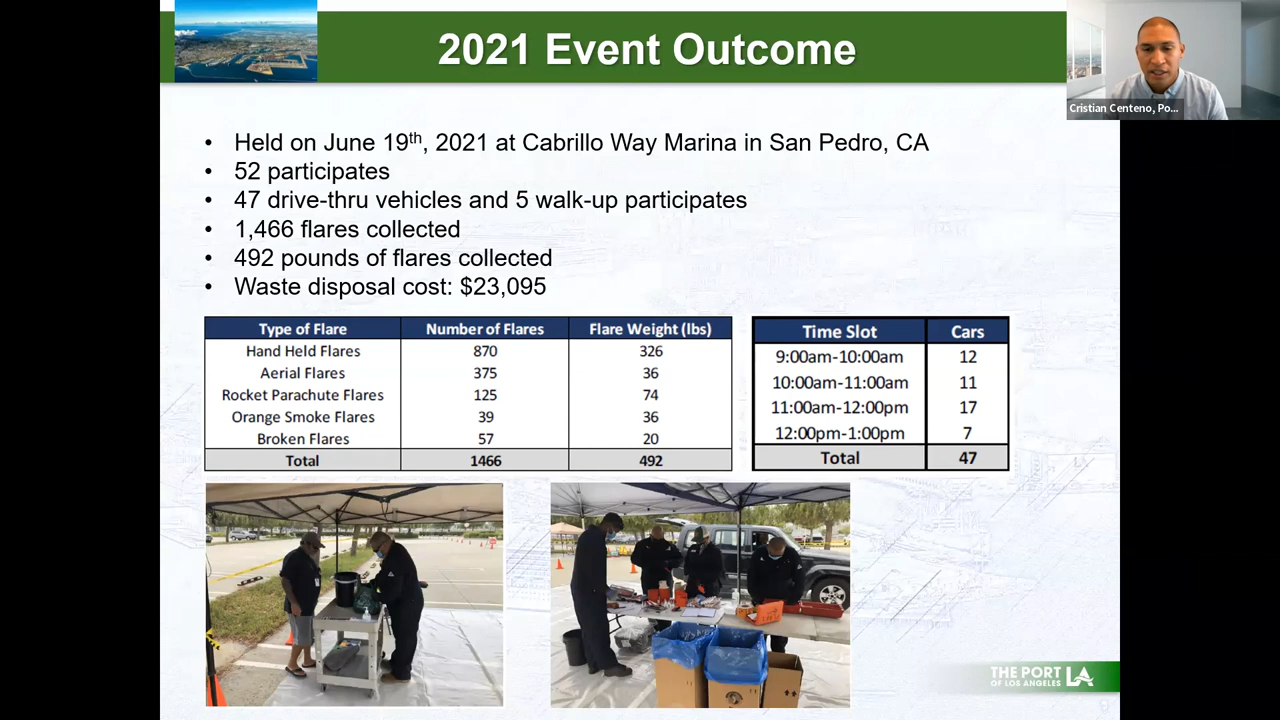 2021 Event Outcome
Cristian Centeno, Po...
• Held on June 19th, 2021 at Cabrillo Way Marina in San Pedro, CA
• 52 participates
• 47 drive-thru vehicles and 5 walk-up participates
• 1,466 flares collected
• 492 pounds of flares collected
• Waste disposal cost: $23,095
Type of Flare Number of Flares Flare Weight (lbs)
Hand Held Flares 870 326
Aerial Flares 375 36
Rocket Parachute Flares 125 74
Orange Smoke Flares 39 36
Broken Flares 57 20
Total 1466 492
Time Slot Cars
9:00am-10:00am 12
10:00am-11:00am 11
11:00am-12:00pm 17
12:00pm-1:00pm 7
Total 47
THE PORT
OF LOS ANGELES
LA